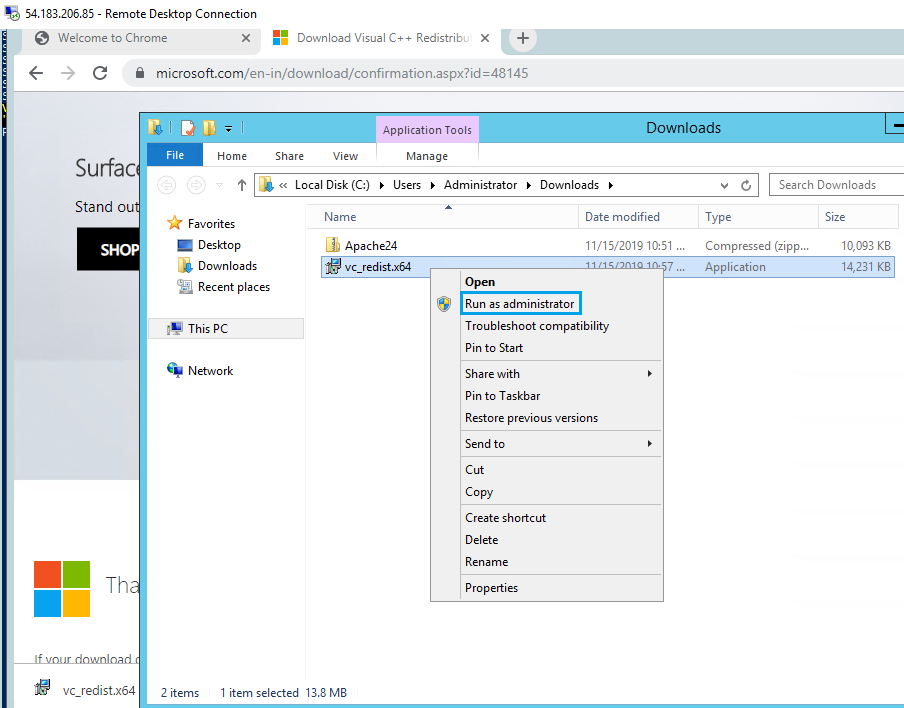 54.183.206.85 - Remote Desktop Connection
Welcome to Chrome
Download Visual C++ Redistribu
microsoft.com/en-in/download/confirmation.aspx?id=48145
Surface
Stand out
SHOP
Application Tools
Downloads
File
Home
Share
View
Manage
« Local Disk (C:)
Users
Administrator
Downloads
Search Downloads
Favorites
Desktop
Downloads
Recent places
This PC
Network
Name
Date modified
Type
Size
Apache24
11/15/2019 10:51 ...
Compressed (zipp...
10,093 KB
vc_redist.x64
11/15/2019 10:57 ...
Application
14,231 KB
Open
Run as administrator
Troubleshoot compatibility
Pin to Start
Share with
Pin to Taskbar
Restore previous versions
Send to
Cut
Copy
Create shortcut
Delete
Rename
Properties
Tha
If your download
vc_redist.x64
2 items
1 item selected 13.8 MB